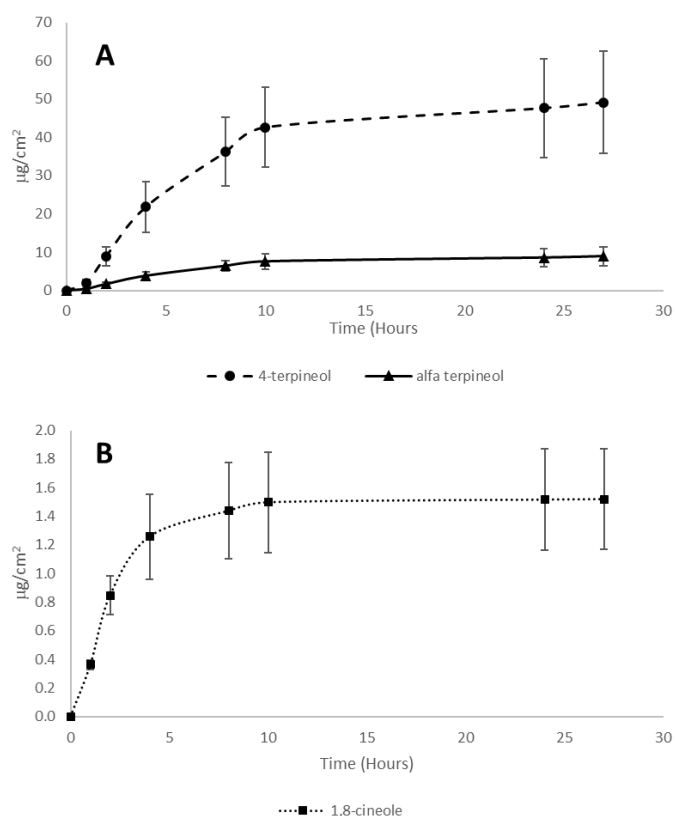 A
70
60
50
40
30
20
10
0
µg/cm²
0 5 10 15 20 25 30
Time (Hours
4-terpineol alfa terpineol
B
2.0
1.8
1.6
1.4
1.2
1.0
0.8
0.6
0.4
0.2
0.0
µg/cm²
0 5 10 15 20 25 30
Time (Hours)
1.8-cineole